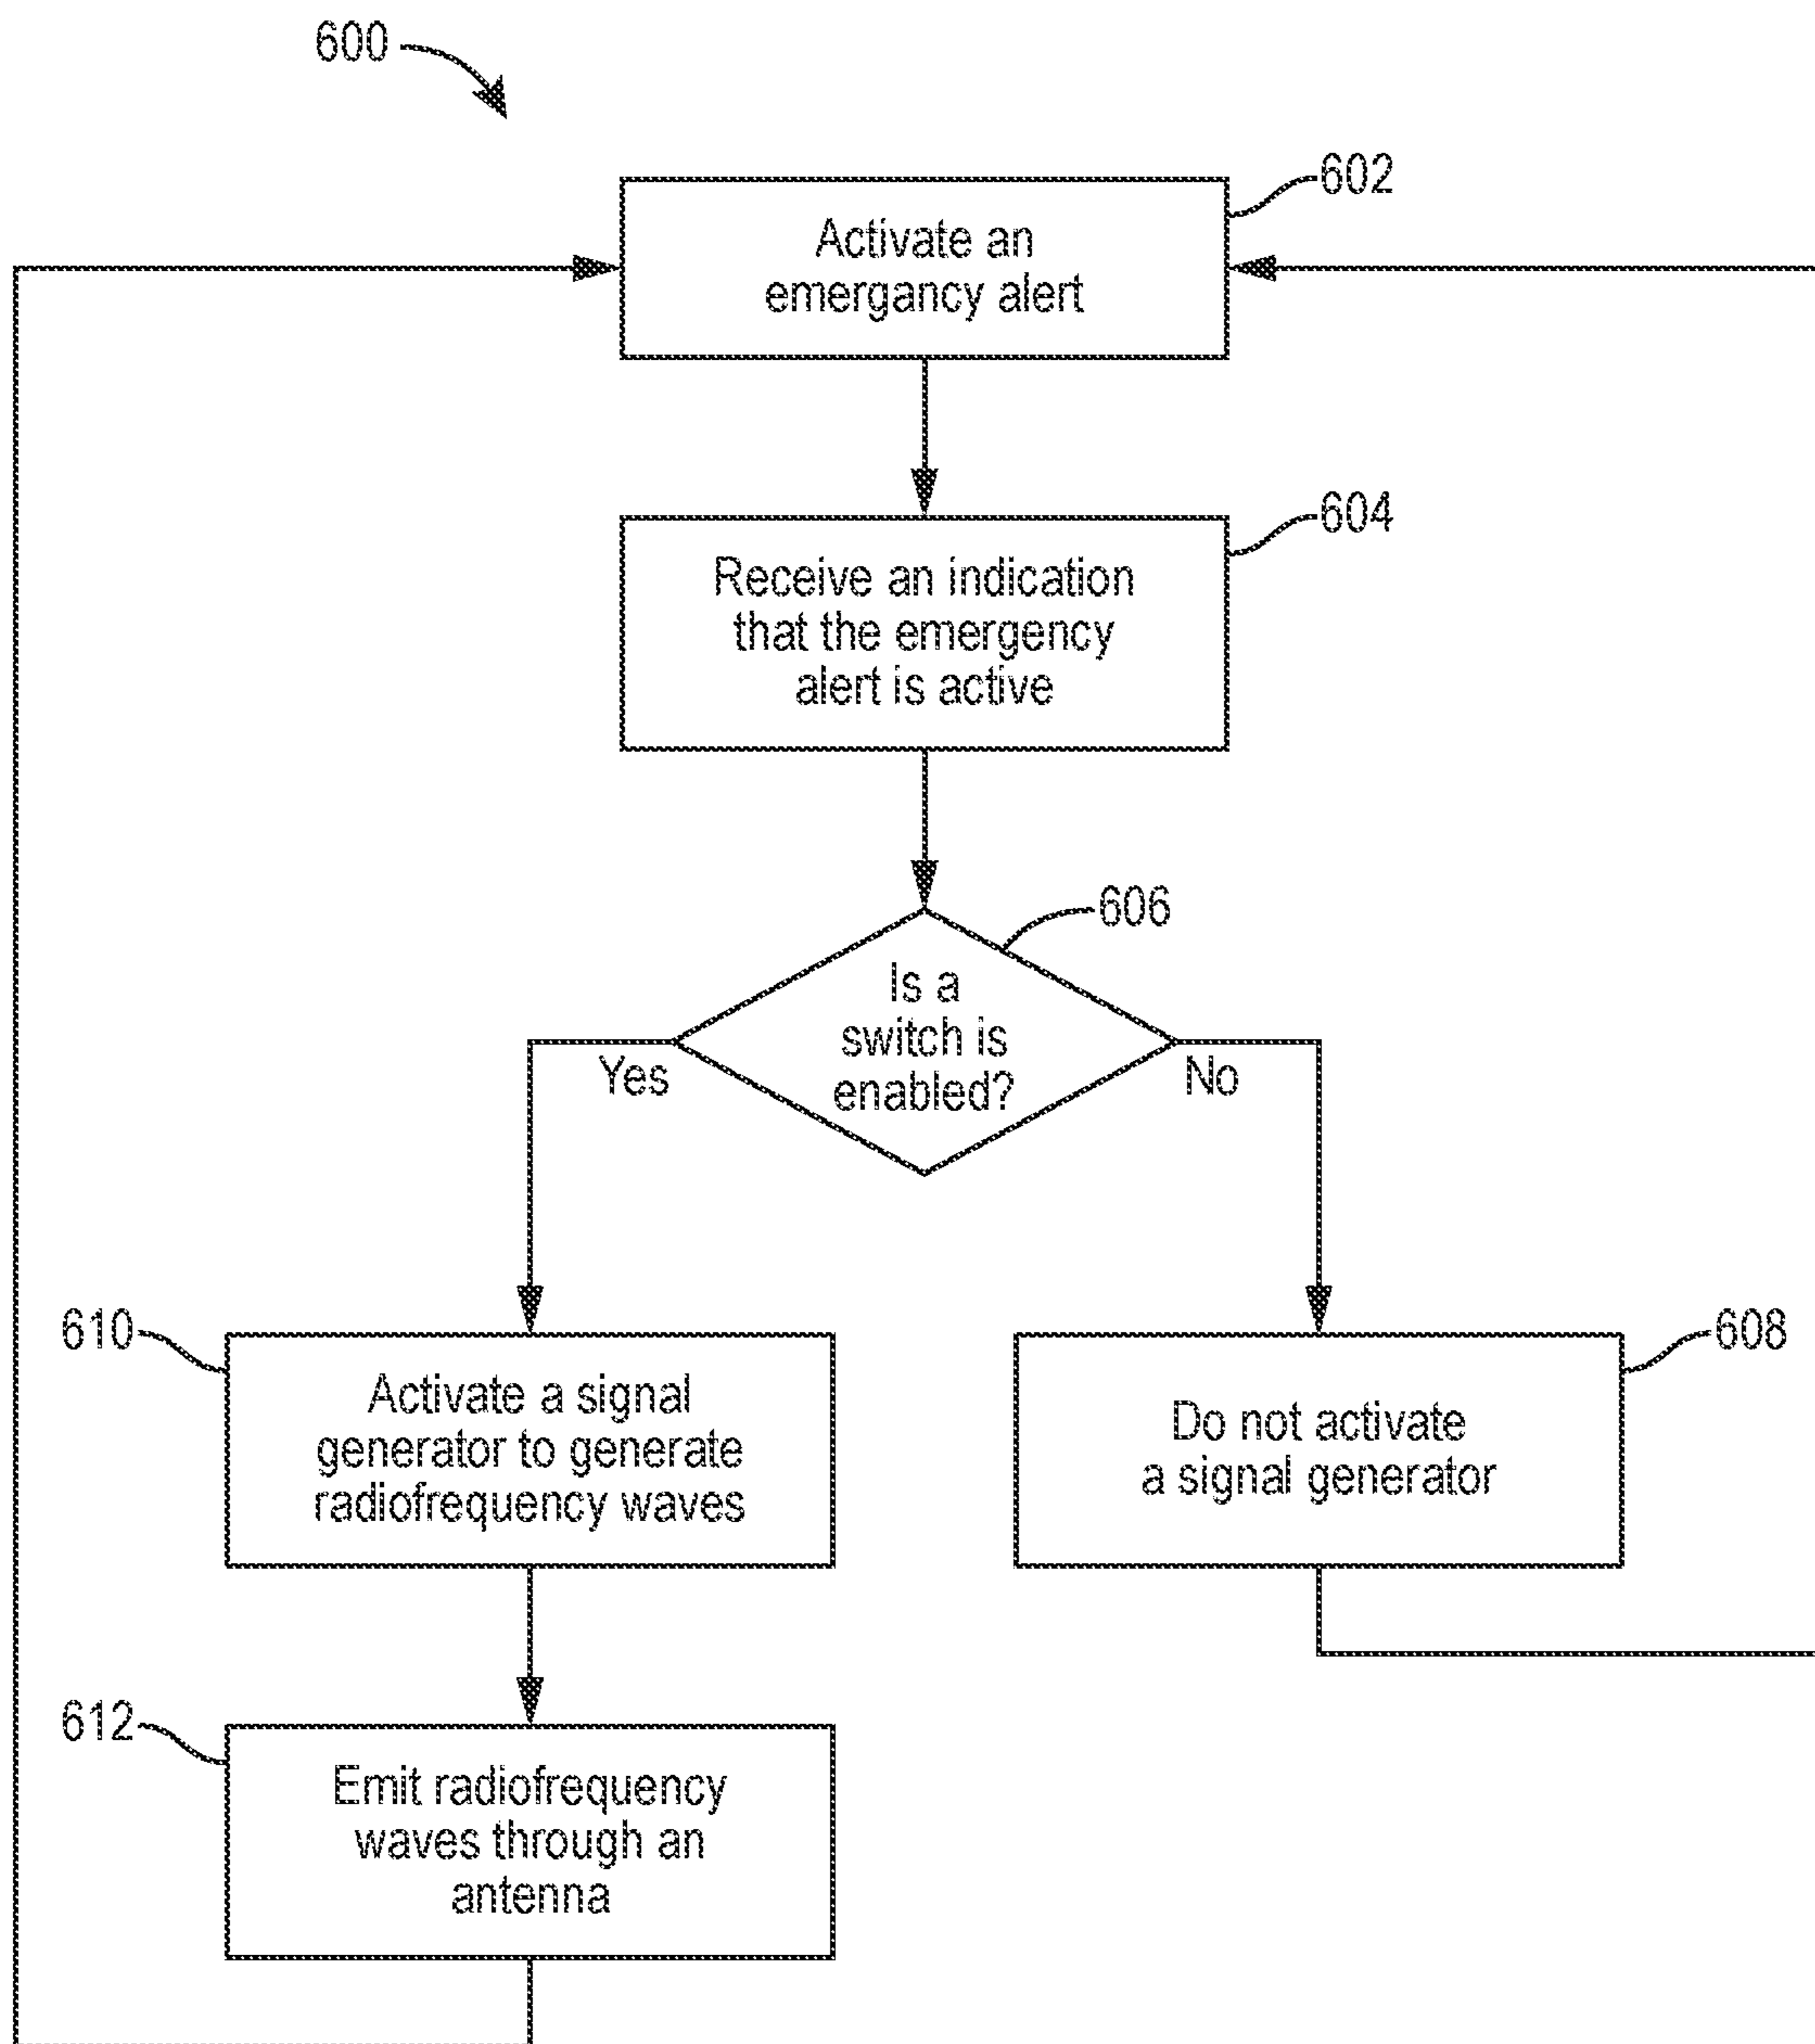 600
602
Activate an
emergancy alert
604
Receive an indication
that the emergency
alert is active
606
Is a
switch is
enabled?
Yes
No
610
Activate a signal
generator to generate
radiofrequency waves
608
Do not activate
a signal generator
612
Emit radiofrequency
waves through an
antenna